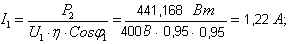 I₁ = P₂ / (U₁ · η · Cosφ₁) = 441,168 Вт / (400В · 0,95 · 0,95) = 1,22 А;